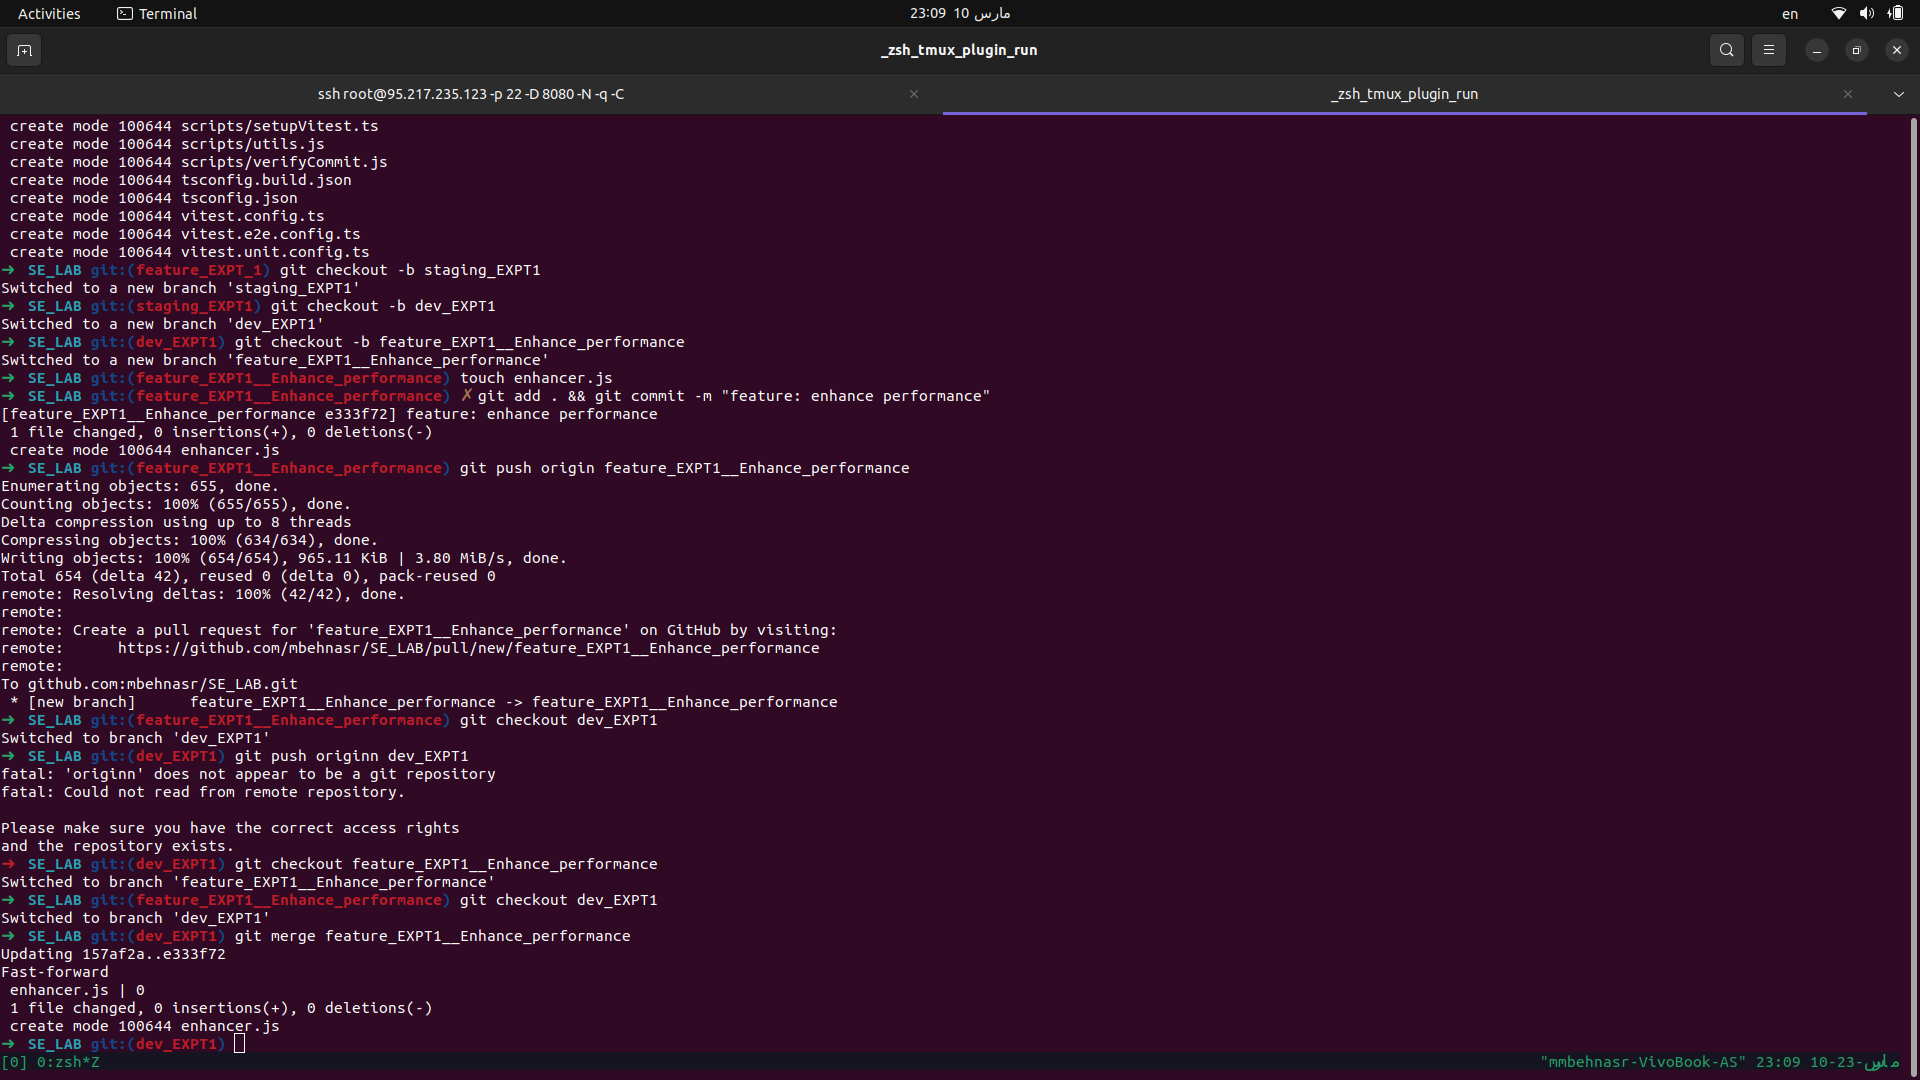 Activities Terminal 23:09 10 مارس en
_zsh_tmux_plugin_run
ssh root@95.217.235.123 -p 22 -D 8080 -N -q -C _zsh_tmux_plugin_run
create mode 100644 scripts/setupVitest.ts
create mode 100644 scripts/utils.js
create mode 100644 scripts/verifyCommit.js
create mode 100644 tsconfig.build.json
create mode 100644 tsconfig.json
create mode 100644 vitest.config.ts
create mode 100644 vitest.e2e.config.ts
create mode 100644 vitest.unit.config.ts
➜ SE_LAB git:(feature_EXPT_1) git checkout -b staging_EXPT1
Switched to a new branch 'staging_EXPT1'
➜ SE_LAB git:(staging_EXPT1) git checkout -b dev_EXPT1
Switched to a new branch 'dev_EXPT1'
➜ SE_LAB git:(dev_EXPT1) git checkout -b feature_EXPT1__Enhance_performance
Switched to a new branch 'feature_EXPT1__Enhance_performance'
➜ SE_LAB git:(feature_EXPT1__Enhance_performance) touch enhancer.js
➜ SE_LAB git:(feature_EXPT1__Enhance_performance) ✗ git add . && git commit -m "feature: enhance performance"
[feature_EXPT1__Enhance_performance e333f72] feature: enhance performance
1 file changed, 0 insertions(+), 0 deletions(-)
create mode 100644 enhancer.js
➜ SE_LAB git:(feature_EXPT1__Enhance_performance) git push origin feature_EXPT1__Enhance_performance
Enumerating objects: 655, done.
Counting objects: 100% (655/655), done.
Delta compression using up to 8 threads
Compressing objects: 100% (634/634), done.
Writing objects: 100% (654/654), 965.11 KiB | 3.80 MiB/s, done.
Total 654 (delta 42), reused 0 (delta 0), pack-reused 0
remote: Resolving deltas: 100% (42/42), done.
remote:
remote: Create a pull request for 'feature_EXPT1__Enhance_performance' on GitHub by visiting:
remote: https://github.com/mbehnasr/SE_LAB/pull/new/feature_EXPT1__Enhance_performance
remote:
To github.com:mbehnasr/SE_LAB.git
* [new branch] feature_EXPT1__Enhance_performance -> feature_EXPT1__Enhance_performance
➜ SE_LAB git:(feature_EXPT1__Enhance_performance) git checkout dev_EXPT1
Switched to branch 'dev_EXPT1'
➜ SE_LAB git:(dev_EXPT1) git push originn dev_EXPT1
fatal: 'originn' does not appear to be a git repository
fatal: Could not read from remote repository.
Please make sure you have the correct access rights
and the repository exists.
➜ SE_LAB git:(dev_EXPT1) git checkout feature_EXPT1__Enhance_performance
Switched to branch 'feature_EXPT1__Enhance_performance'
➜ SE_LAB git:(feature_EXPT1__Enhance_performance) git checkout dev_EXPT1
Switched to branch 'dev_EXPT1'
➜ SE_LAB git:(dev_EXPT1) git merge feature_EXPT1__Enhance_performance
Updating 157af2a..e333f72
Fast-forward
enhancer.js | 0
1 file changed, 0 insertions(+), 0 deletions(-)
create mode 100644 enhancer.js
➜ SE_LAB git:(dev_EXPT1)
[0] 0:zsh*Z "mmbehnasr-VivoBook-AS" 23:09 10-مارس-23